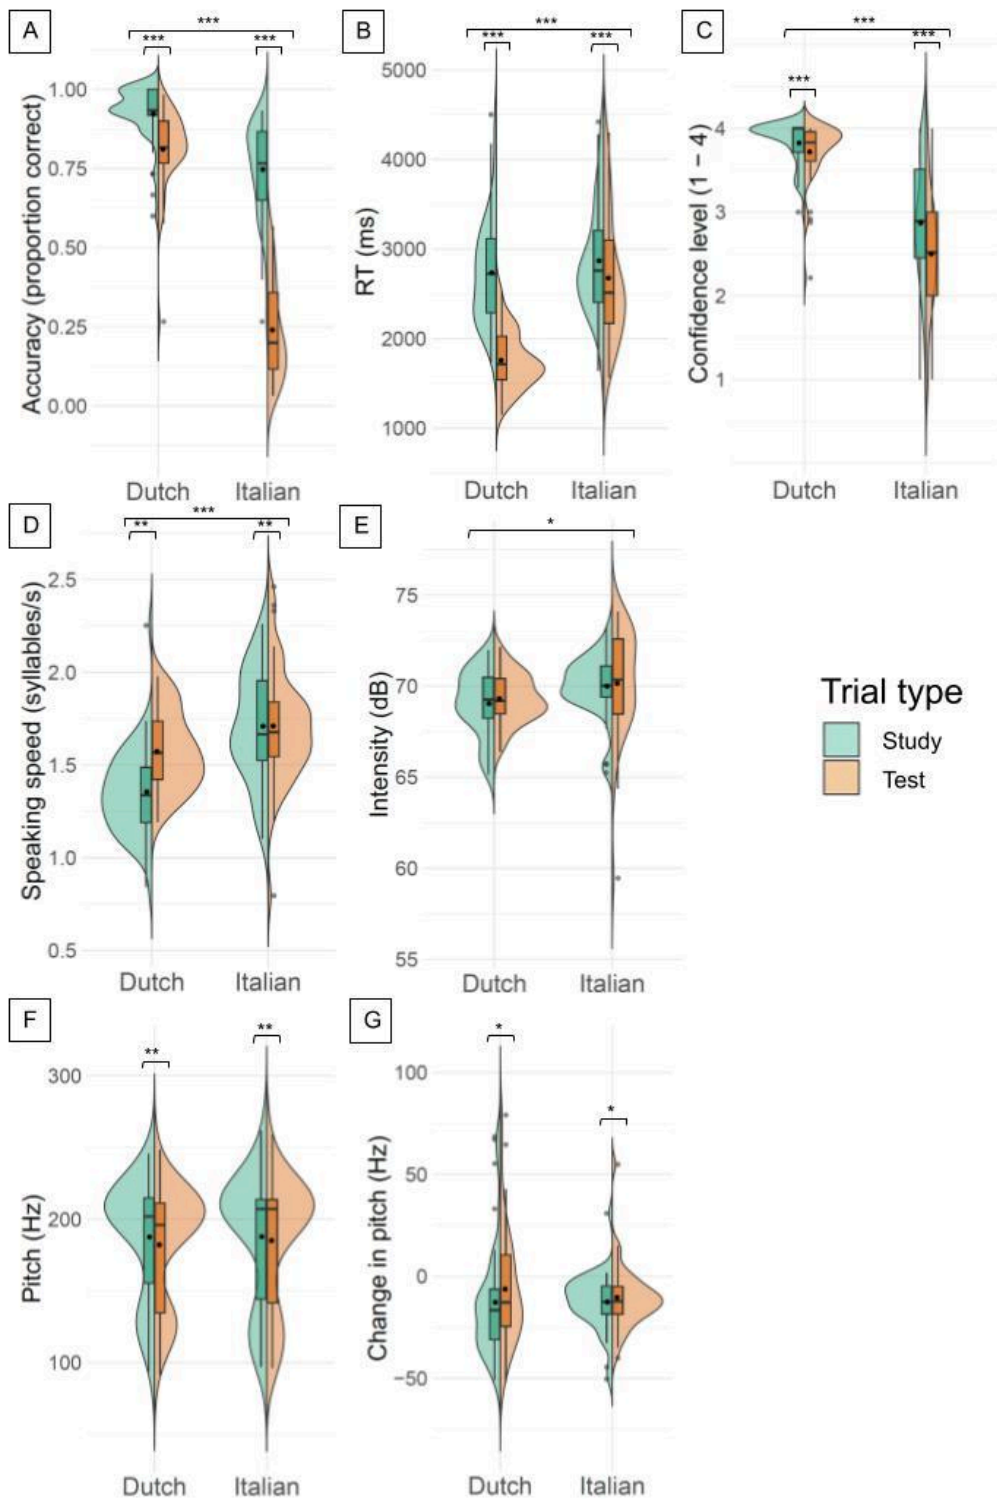 A
***
***
***
Accuracy (proportion correct)
1.00
0.75
0.50
0.25
0.00
Dutch
Italian
B
***
***
***
RT (ms)
5000
4000
3000
2000
1000
Dutch
Italian
C
***
***
***
Confidence level (1 – 4)
4
3
2
1
Dutch
Italian
D
***
**
**
Speaking speed (syllables/s)
2.5
2.0
1.5
1.0
0.5
Dutch
Italian
E
*
Intensity (dB)
75
70
65
60
55
Dutch
Italian
Trial type
Study
Test
F
**
**
Pitch (Hz)
300
200
100
Dutch
Italian
G
*
*
Change in pitch (Hz)
100
50
0
−50
Dutch
Italian